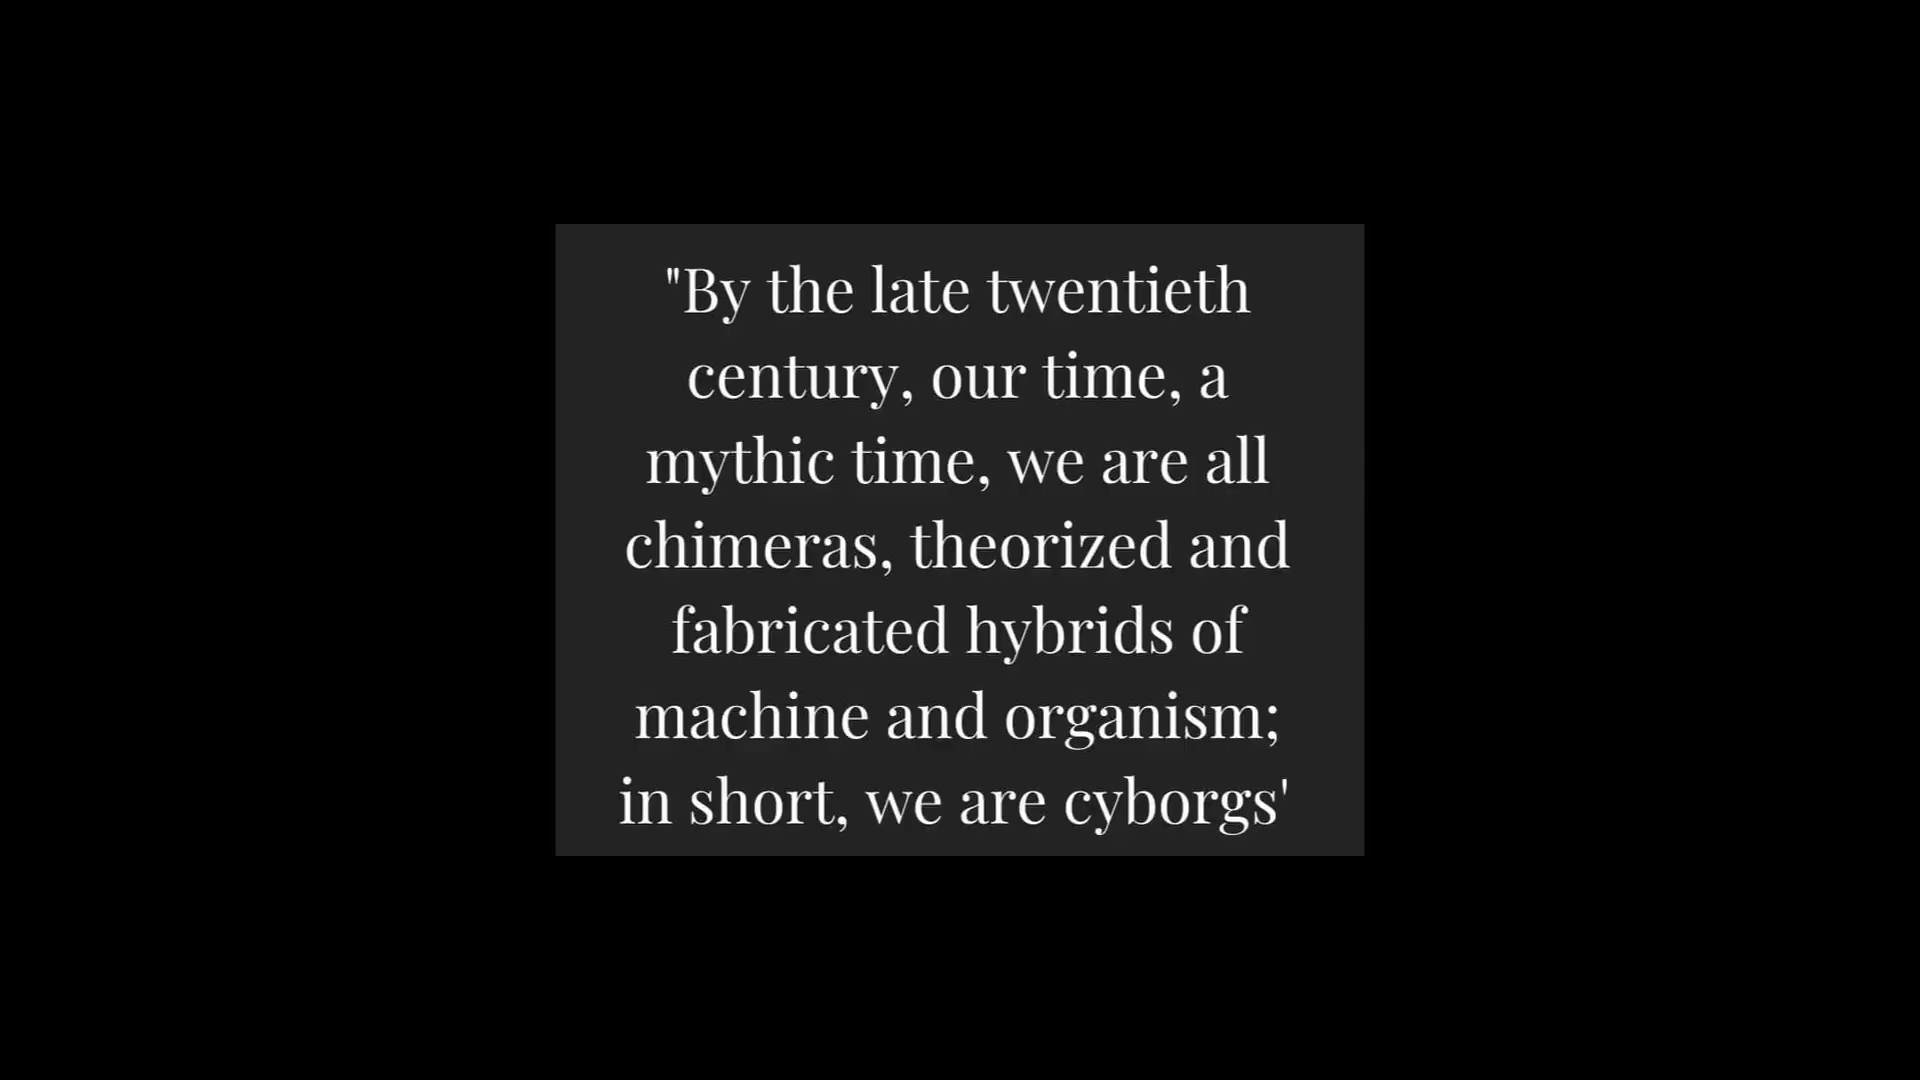 "By the late twentieth
century, our time, a
mythic time, we are all
chimeras, theorized and
fabricated hybrids of
machine and organism;
in short, we are cyborgs'